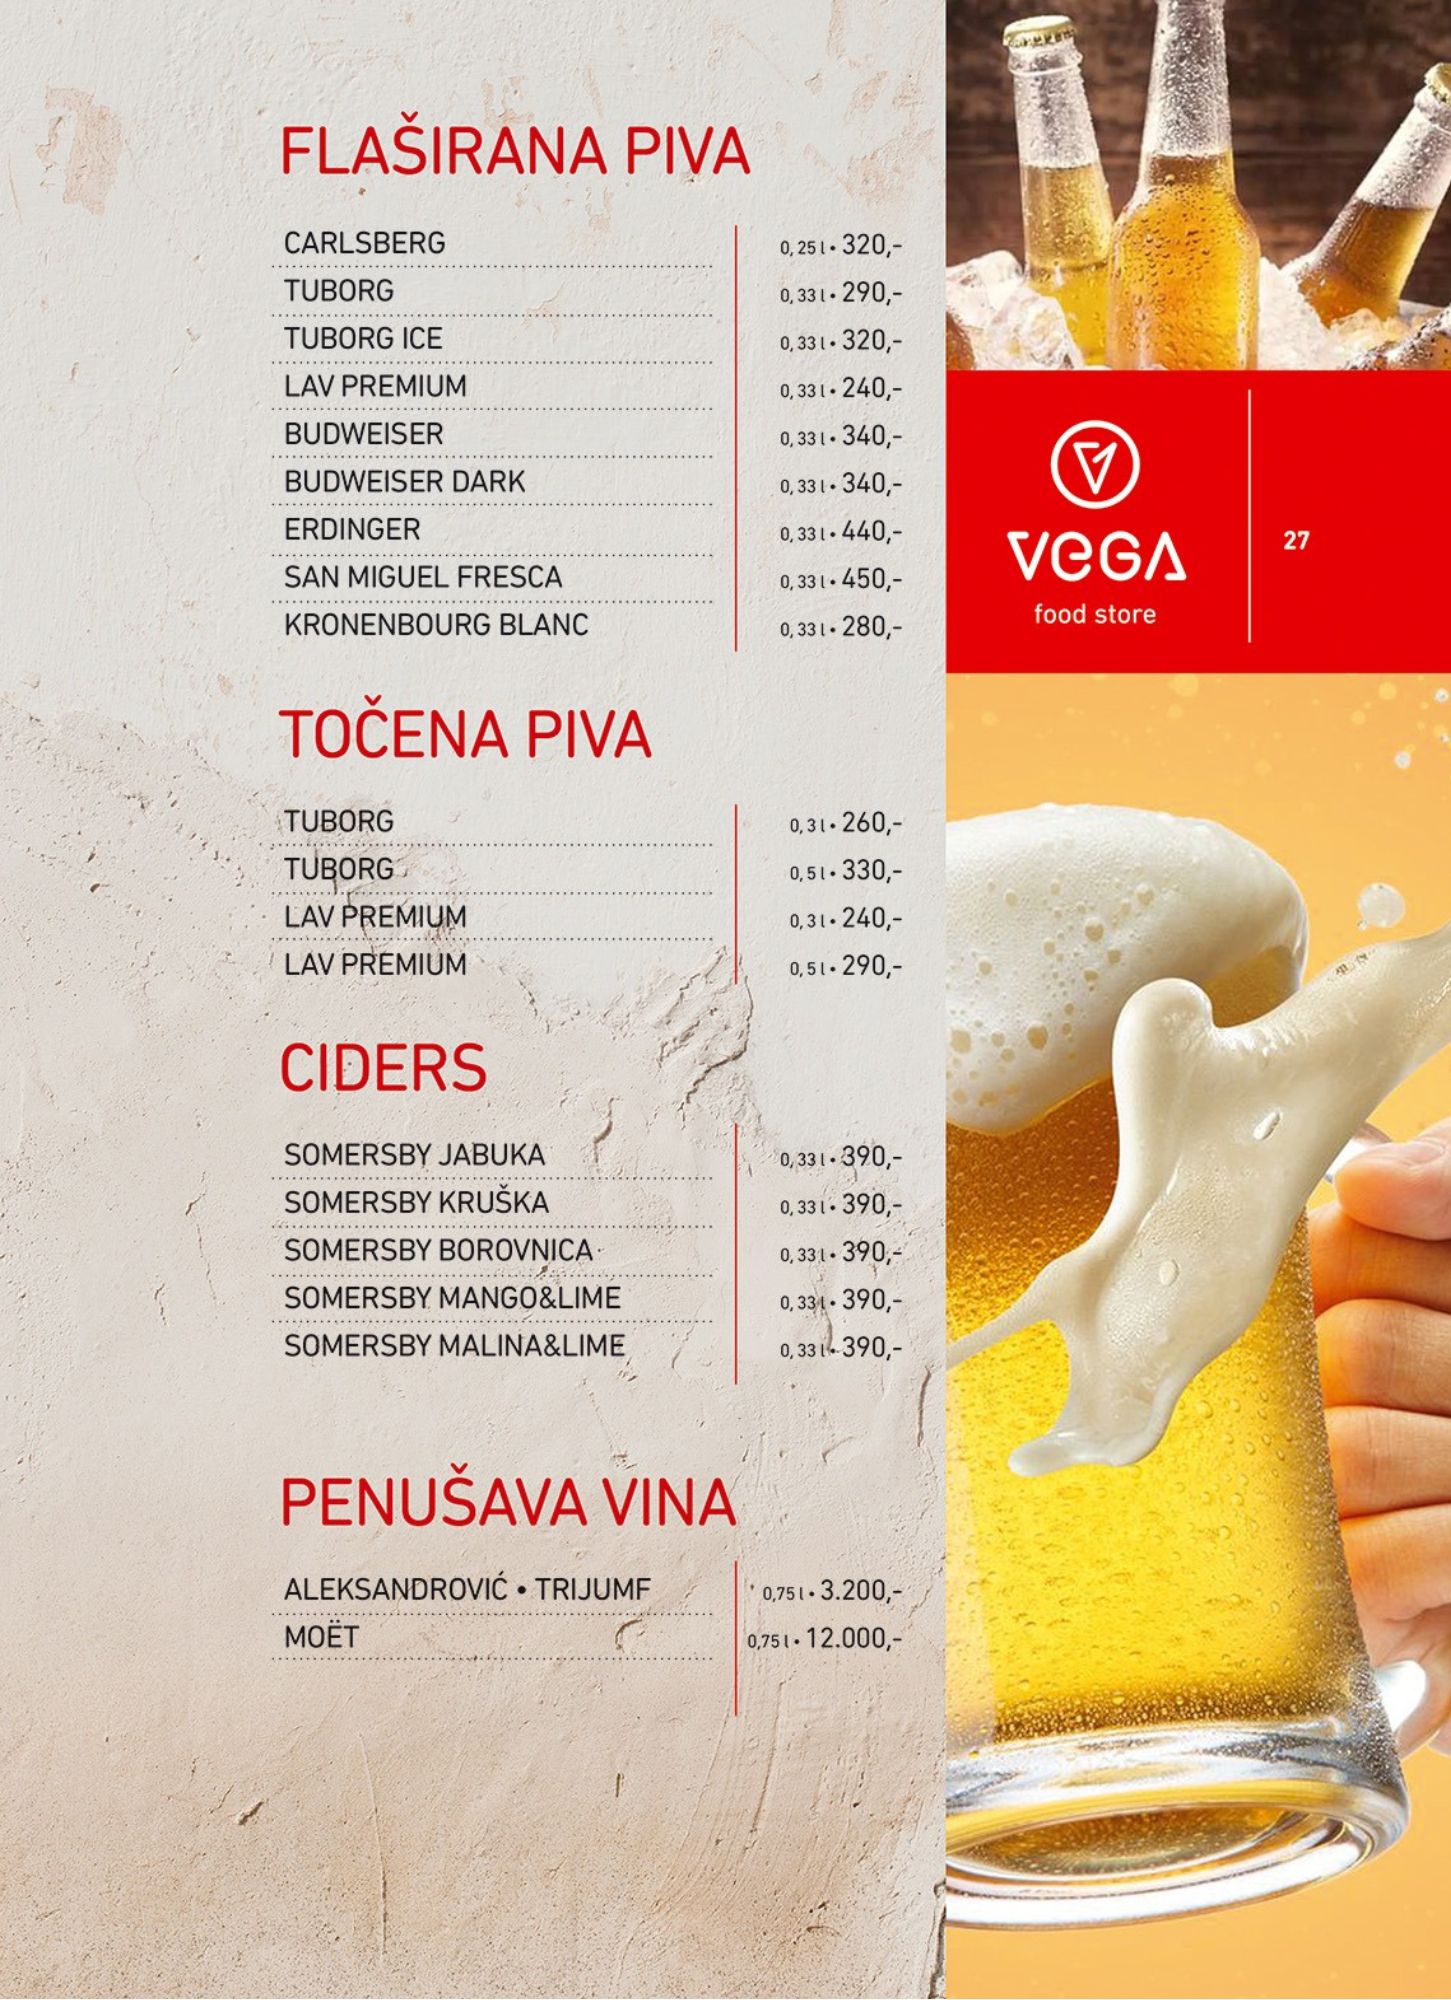 FLAŠIRANA PIVA
CARLSBERG 0,25 l • 320,-
TUBORG 0,33 l • 290,-
TUBORG ICE 0,33 l • 320,-
LAV PREMIUM 0,33 l • 240,-
BUDWEISER 0,33 l • 340,-
BUDWEISER DARK 0,33 l • 340,-
ERDINGER 0,33 l • 440,-
SAN MIGUEL FRESCA 0,33 l • 450,-
KRONENBOURG BLANC 0,33 l • 280,-
TOČENA PIVA
TUBORG 0,3 l • 260,-
TUBORG 0,5 l • 330,-
LAV PREMIUM 0,3 l • 240,-
LAV PREMIUM 0,5 l • 290,-
CIDERS
SOMERSBY JABUKA 0,33 l • 390,-
SOMERSBY KRUŠKA 0,33 l • 390,-
SOMERSBY BOROVNICA 0,33 l • 390,-
SOMERSBY MANGO&LIME 0,33 l • 390,-
SOMERSBY MALINA&LIME 0,33 l • 390,-
PENUŠAVA VINA
ALEKSANDROVIĆ • TRIJUMF 0,75 l • 3.200,-
MOËT 0,75 l • 12.000,-
VEGA
food store
27